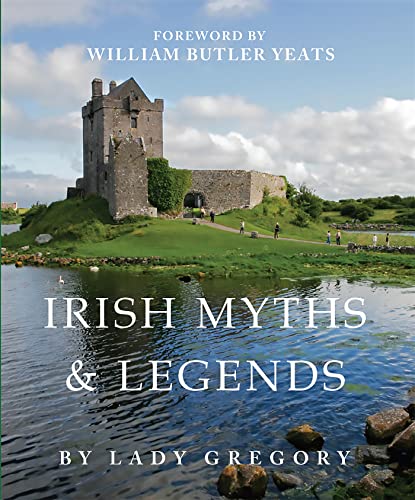 FOREWORD BY
WILLIAM BUTLER YEATS
IRISH MYTHS
& LEGENDS
BY LADY GREGORY